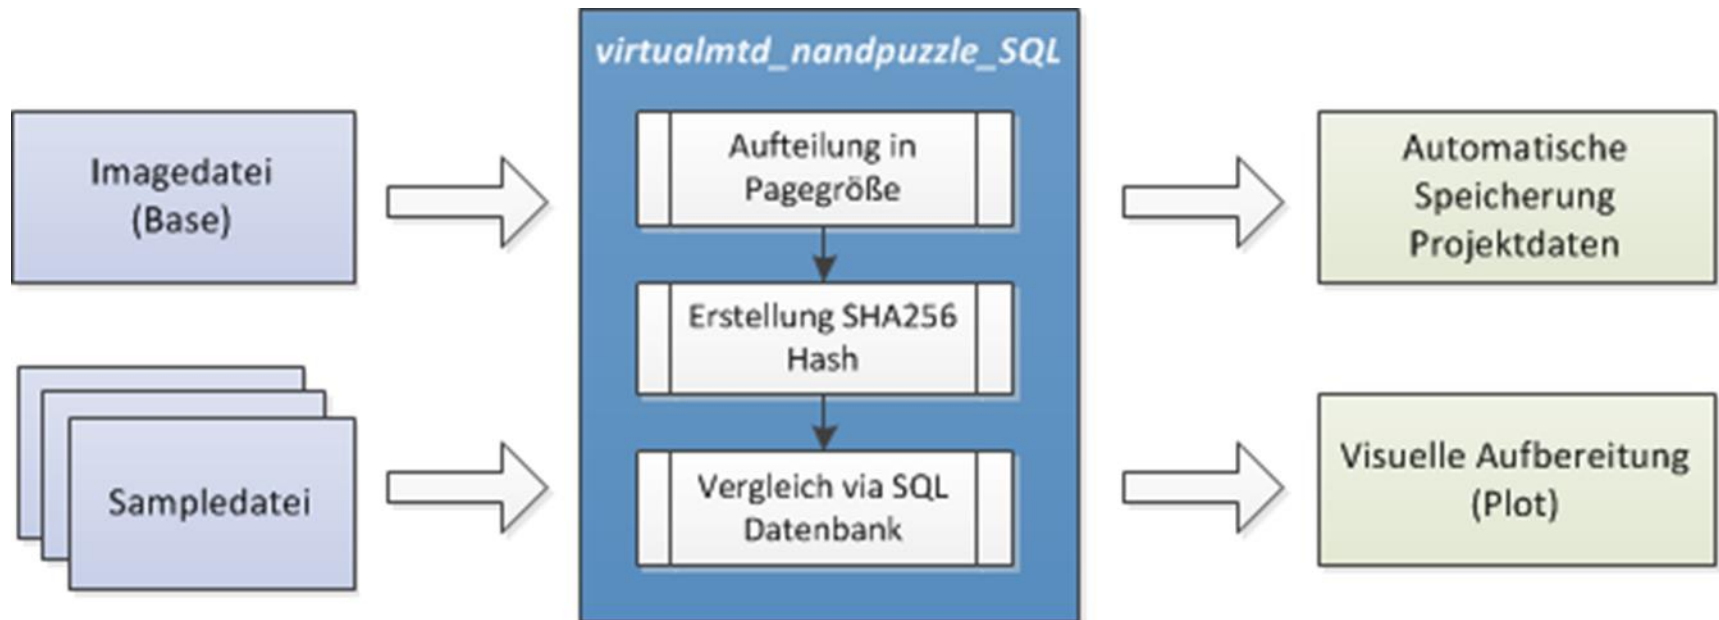 virtualmtd_nandpuzzle_SQL
Imagedatei
(Base)
Sampledatei
Aufteilung in
Pagegröße
Erstellung SHA256
Hash
Vergleich via SQL
Datenbank
Automatische
Speicherung
Projektdaten
Visuelle Aufbereitung
(Plot)